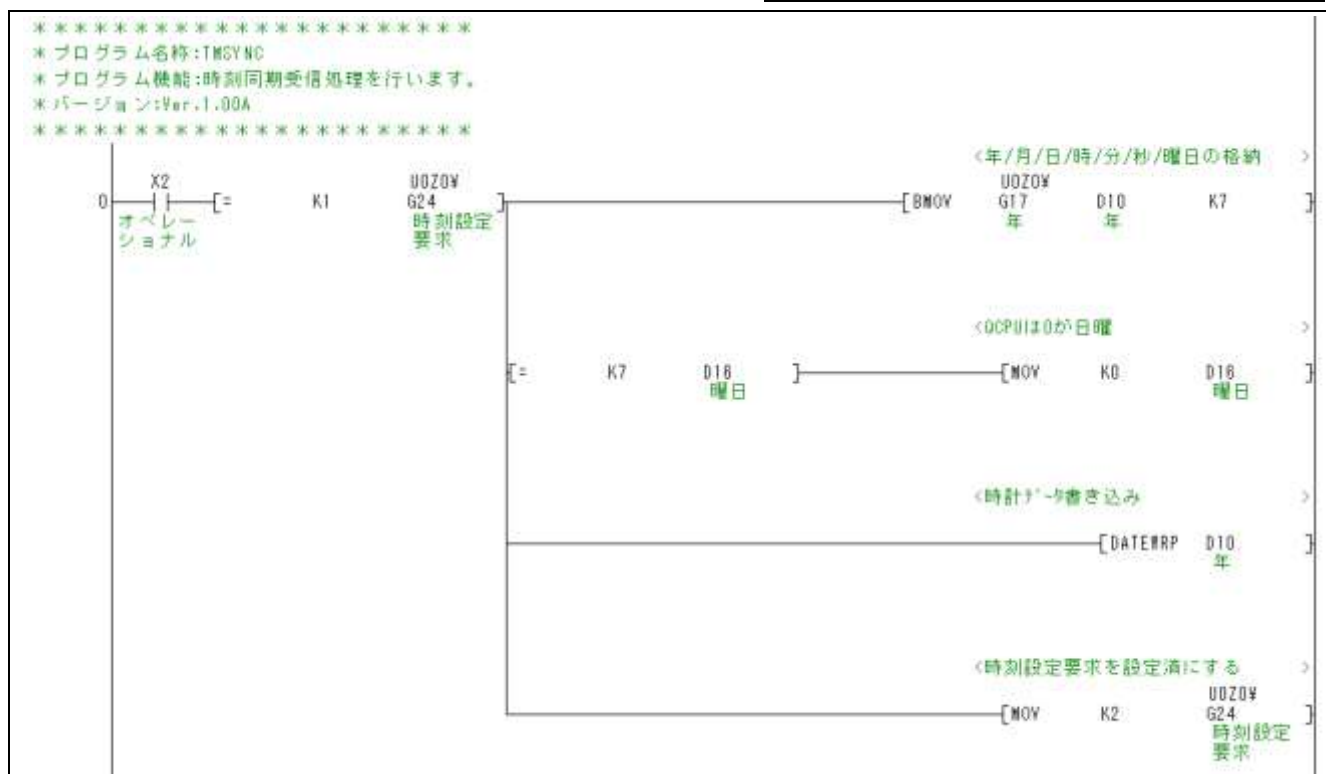 ＊＊＊＊＊＊＊＊＊＊＊＊＊＊＊＊＊＊＊＊＊＊
＊プログラム名称:TMSYNC
＊プログラム機能:時刻同期受信処理を行います。
＊バージョン:Ver.1.00A
＊＊＊＊＊＊＊＊＊＊＊＊＊＊＊＊＊＊＊＊＊＊
<年/月/日/時/分/秒/曜日の格納 >
X2 U0Z0¥ U0Z0¥
0 [= K1 G24 ] [BMOV G17 D10 K7 ]
オペレー 時刻設定 年 年
ショナル 要求
<QCPUは0が日曜 >
[= K7 D16 ] [MOV K0 D16 ]
曜日 曜日
<時計ﾃﾞｰﾀ書き込み >
[DATEWRP D10 ]
年
<時刻設定要求を設定済にする >
U0Z0¥
[MOV K2 G24 ]
時刻設定
要求